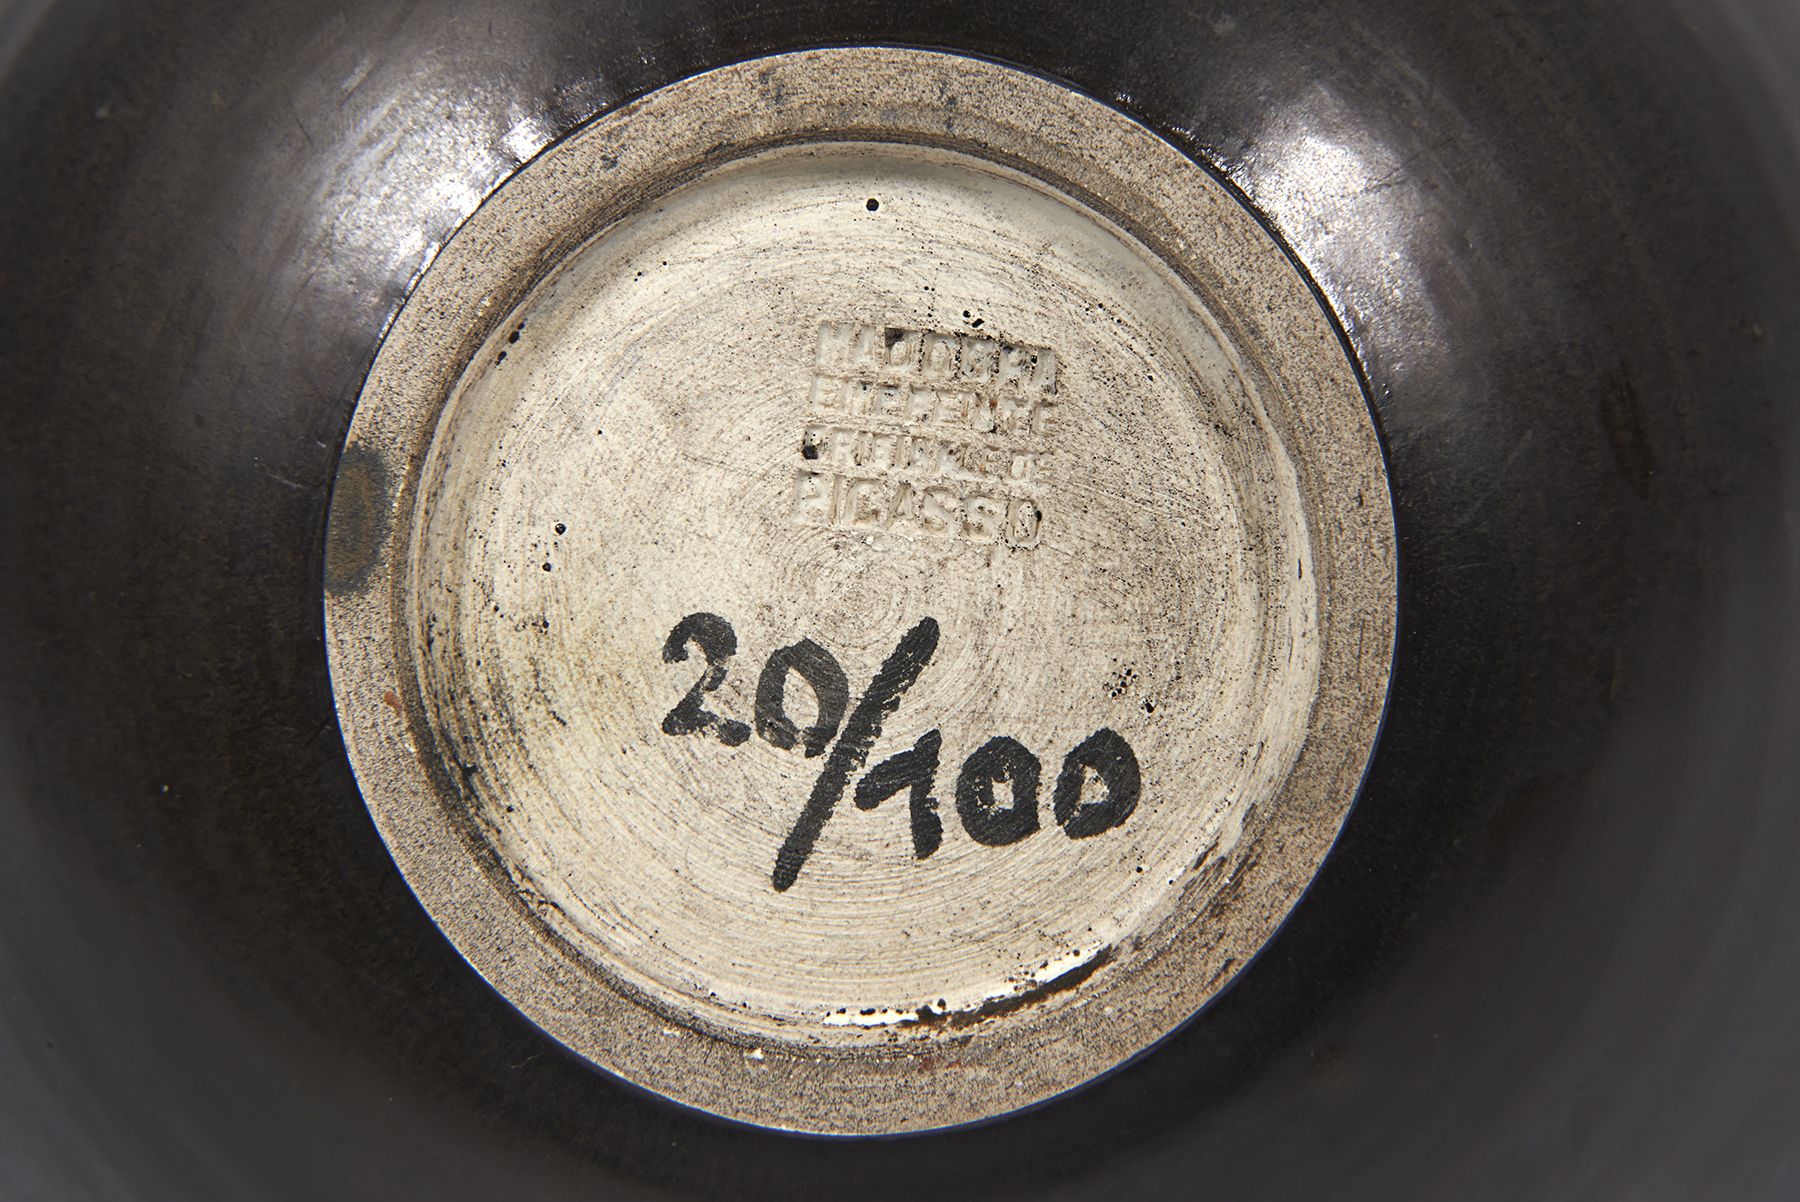 MADOURA
EMPREINTE
ORIGINALE DE
PICASSO
20/100